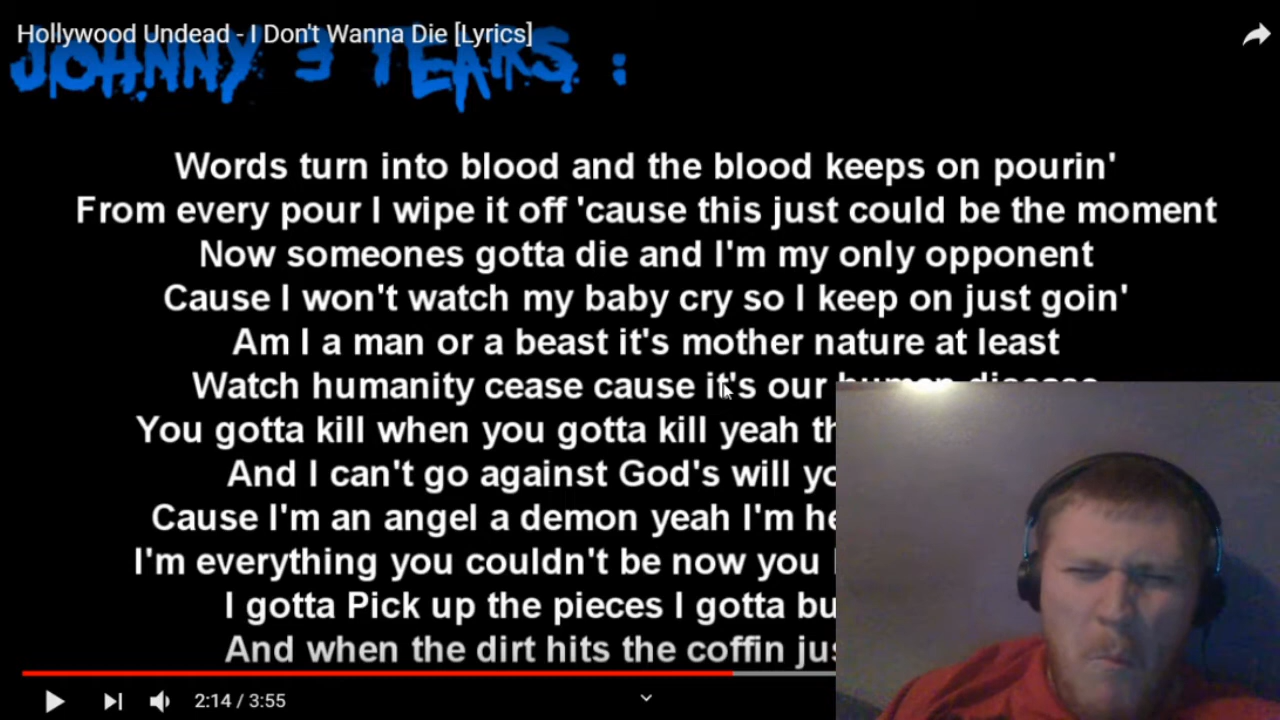 Hollywood Undead - I Don't Wanna Die [Lyrics]
JOHNNY 3 TEARS :
Words turn into blood and the blood keeps on pourin'
From every pour I wipe it off 'cause this just could be the moment
Now someones gotta die and I'm my only opponent
Cause I won't watch my baby cry so I keep on just goin'
Am I a man or a beast it's mother nature at least
Watch humanity cease cause it's our human disease
You gotta kill when you gotta kill yeah
And I can't go against God's will
Cause I'm an angel a demon yeah I'm
I'm everything you couldn't be now you
I gotta Pick up the pieces I gotta
And when the dirt hits the coffin
2:14 / 3:55